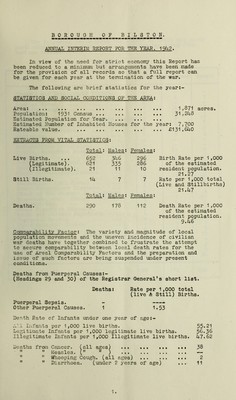 BOROUGH OF BILSTON.
ANNUAL INTERIM REPORT FOR THE YEAR, 1942.
In view of the need for strict economy this Report has
been reduced to a minimum but arrangements have been made
for the provision of all records so that a full report can
be given for each year at the termination of the war.
The following are brief statistics for the year:-
STATISTICS AND SOCIAL CONDITIONS OF THE AREA:
Area ... ... ... ... ... ... 1,871 acres.
Population: 1931 Census ... ... ... 31,248
Estimated Population for Year. ... ... ...
Estimated Number of Inhabited Houses for the year: 7,700
Rateable value. ... ... ... ... £131,640
EXTRACTS FROM VITAL STATISTICS:
Total: Males: Females:
Live Births. ... 652 346 296 Birth Rate per 1,000
(Legitimate). 621 335 286 of the estimated
(Illegitimate). 21 11 10 resident population.
21.27
Still Births. 14 7 7 Rate per 1,000 total
(Live and Stillbirths)
21.47
Total: Males: Females:
Deaths. 290 178 112 Death Rate per 1,000
of the estimated
resident population.
9.46
Comparability Factor: The variety and magnitude of local
population movements and the uneven incidence of civilian
war deaths have together combined to frustrate the attempt
to secure comparability between local death rates for the
use of Areal Comparability Factors and the preparation and
issue of such factors are being suspended under present
conditions.
Deaths from Puerperal Causes:-
(Headings 29 and 30) of the Registrar General's short list.
Deaths: Rate per 1,000 total
(live & Still) Births.
Puerperal Sepsis. - -
Other Puerperal Causes. 1 1.53
Death Rate of Infants under one year of age:-
All Infants per 1,000 live births. 55.21
Legitimate Infants per 1,000 legitimate live births. 56.36
Illegitimate Infants per 1,000 Illegitimate live births. 47.62
Deaths from Cancer. (all ages) ... ... ... 38
" " Measles. ( " " ) ... ... ... -
" " Whooping Cough. (all ages) ... ... 2
" " Diarrhoea. (under 2 years of age) ... 11
1.